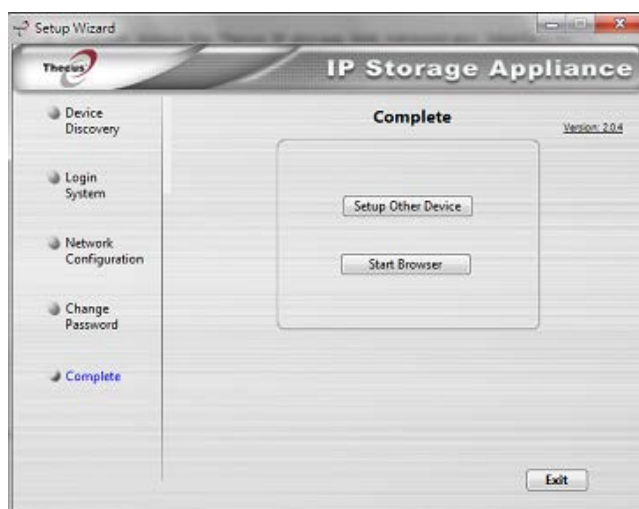 Setup Wizard
Thecus
IP Storage Appliance
Device
Discovery
Login
System
Network
Configuration
Change
Password
Complete
Complete
Version: 2.0.4
Setup Other Device
Start Browser
Exit